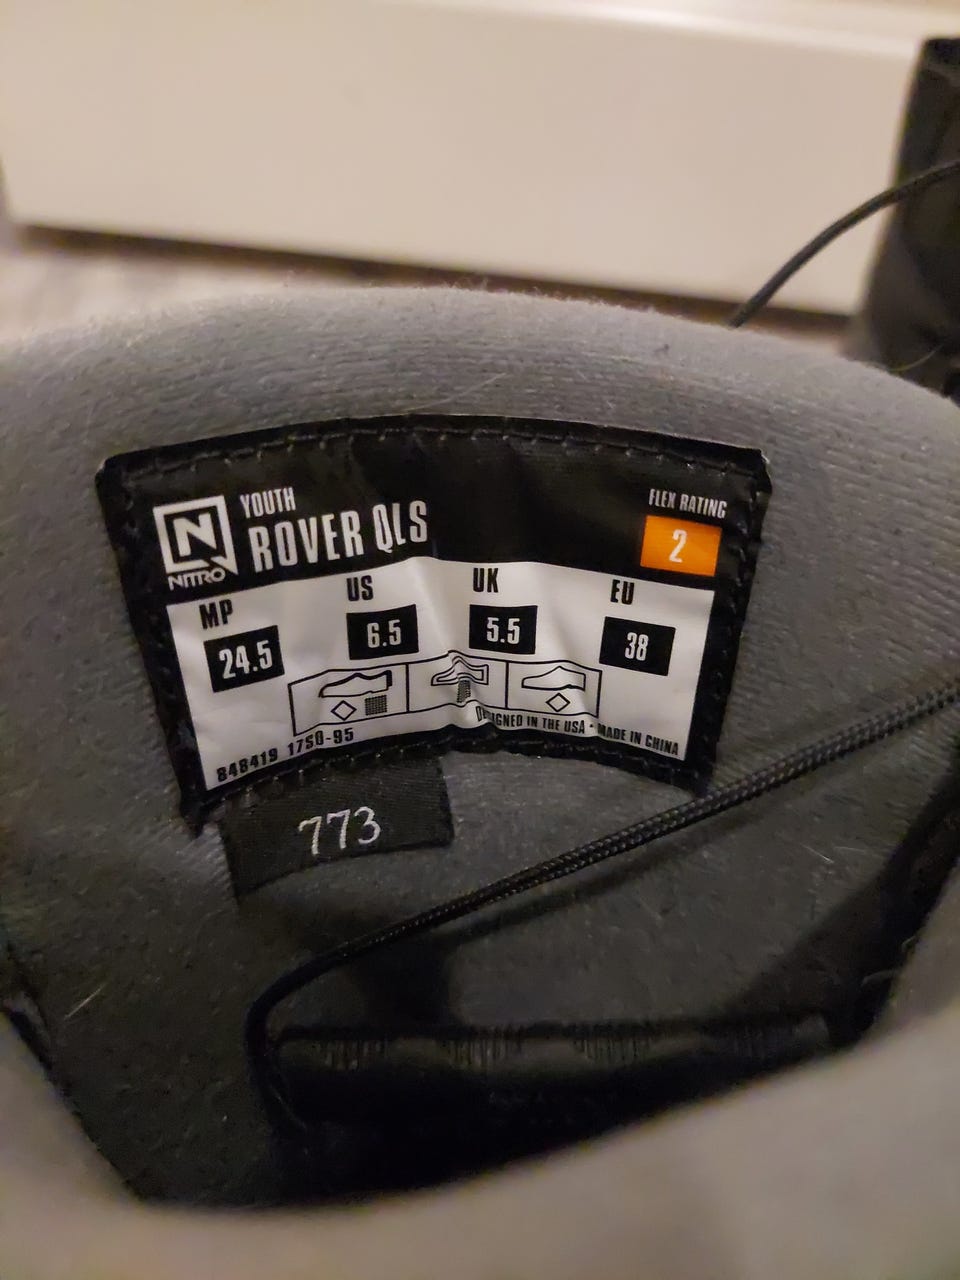 YOUTH
ROVER QLS
NITRO
FLEX RATING
2
MP US UK EU
24.5 6.5 5.5 38
DESIGNED IN THE USA • MADE IN CHINA
848419 17S0-95
773